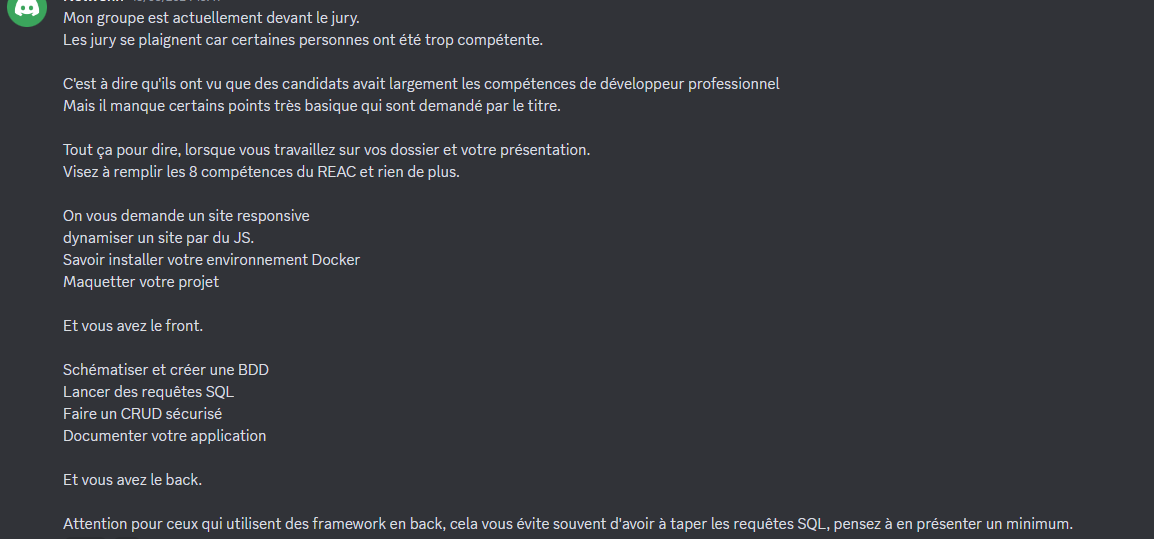 Mon groupe est actuellement devant le jury.
Les jury se plaignent car certaines personnes ont été trop compétente.
C'est à dire qu'ils ont vu que des candidats avait largement les compétences de développeur professionnel
Mais il manque certains points très basique qui sont demandé par le titre.
Tout ça pour dire, lorsque vous travaillez sur vos dossier et votre présentation.
Visez à remplir les 8 compétences du REAC et rien de plus.
On vous demande un site responsive
dynamiser un site par du JS.
Savoir installer votre environnement Docker
Maquetter votre projet
Et vous avez le front.
Schématiser et créer une BDD
Lancer des requêtes SQL
Faire un CRUD sécurisé
Documenter votre application
Et vous avez le back.
Attention pour ceux qui utilisent des framework en back, cela vous évite souvent d'avoir à taper les requêtes SQL, pensez à en présenter un minimum.